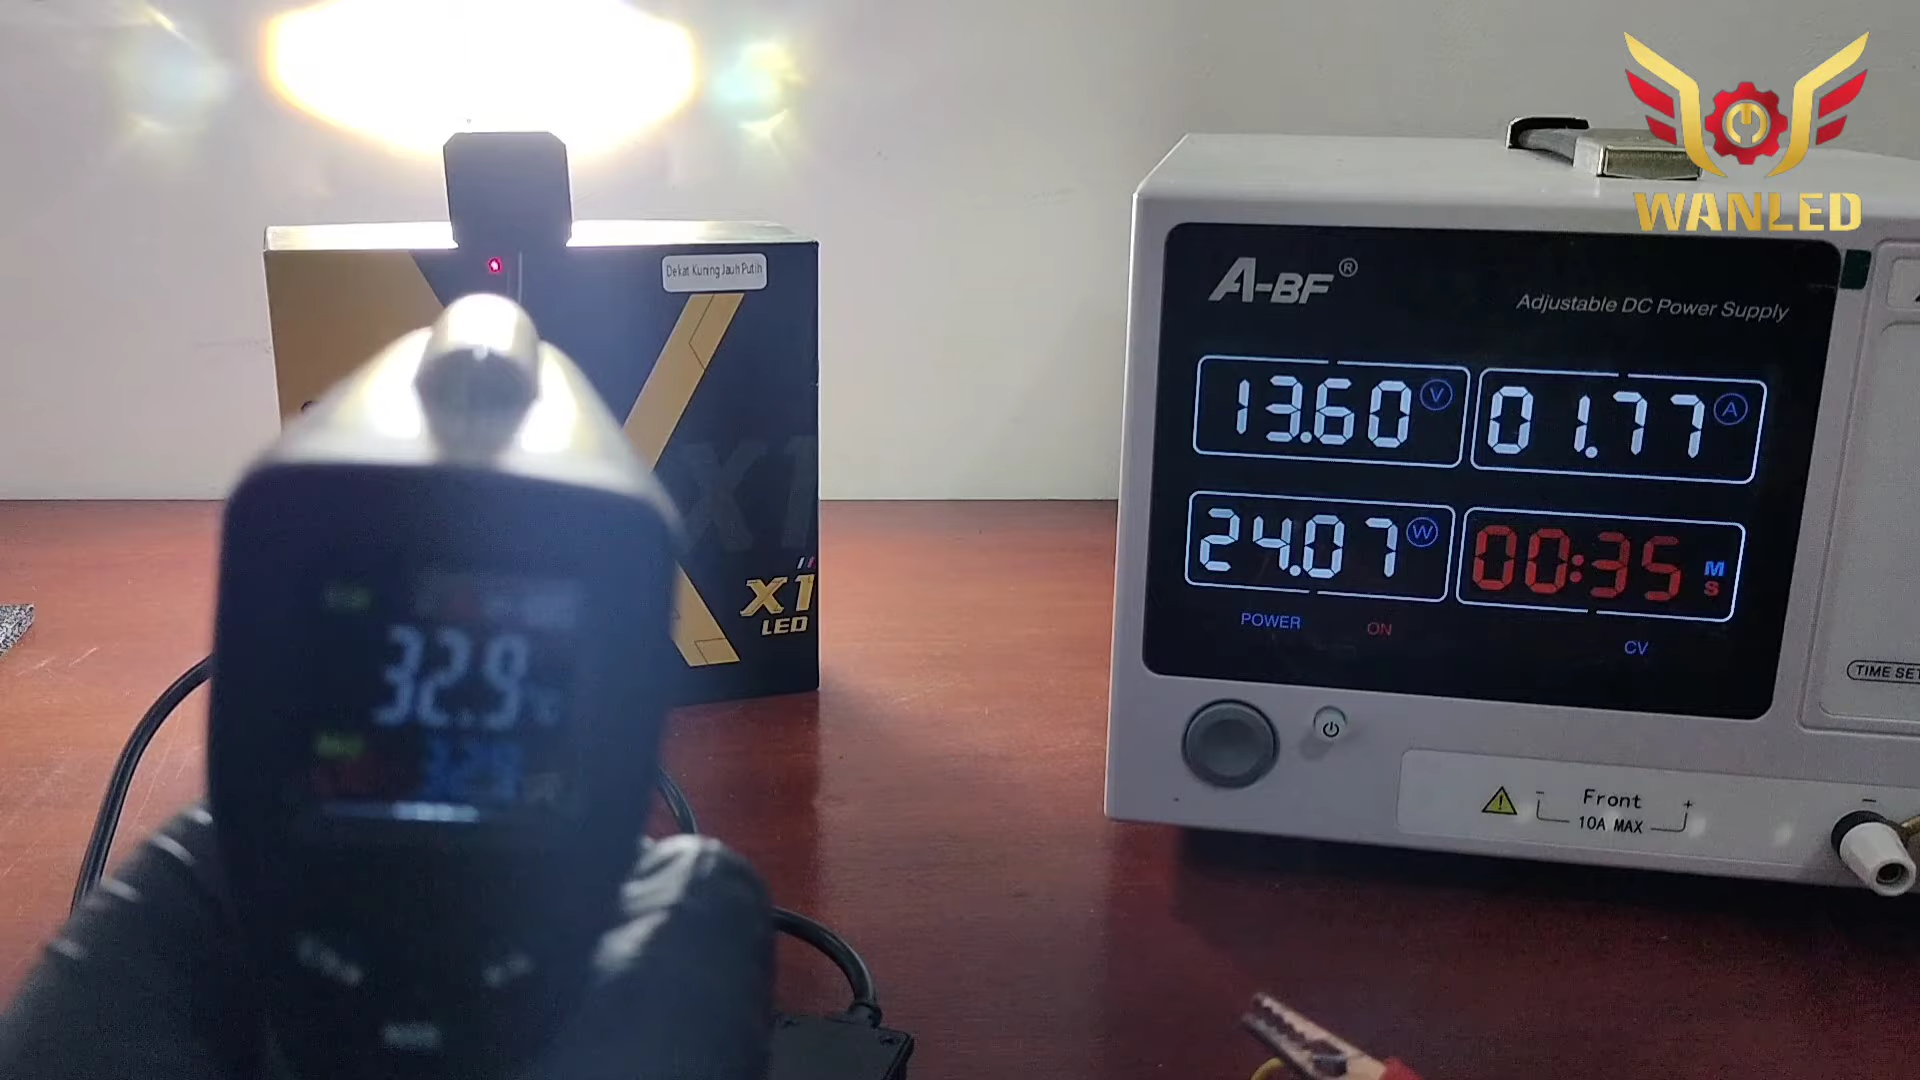 WANLED
Dekat Kuning Jauh Putih
A-BF®
Adjustable DC Power Supply
13.60 V
01.77 A
24.07 W
00:35 M S
POWER ON
CV
X1
X1
LED
32.9
TIME SET
Front
- +
10A MAX